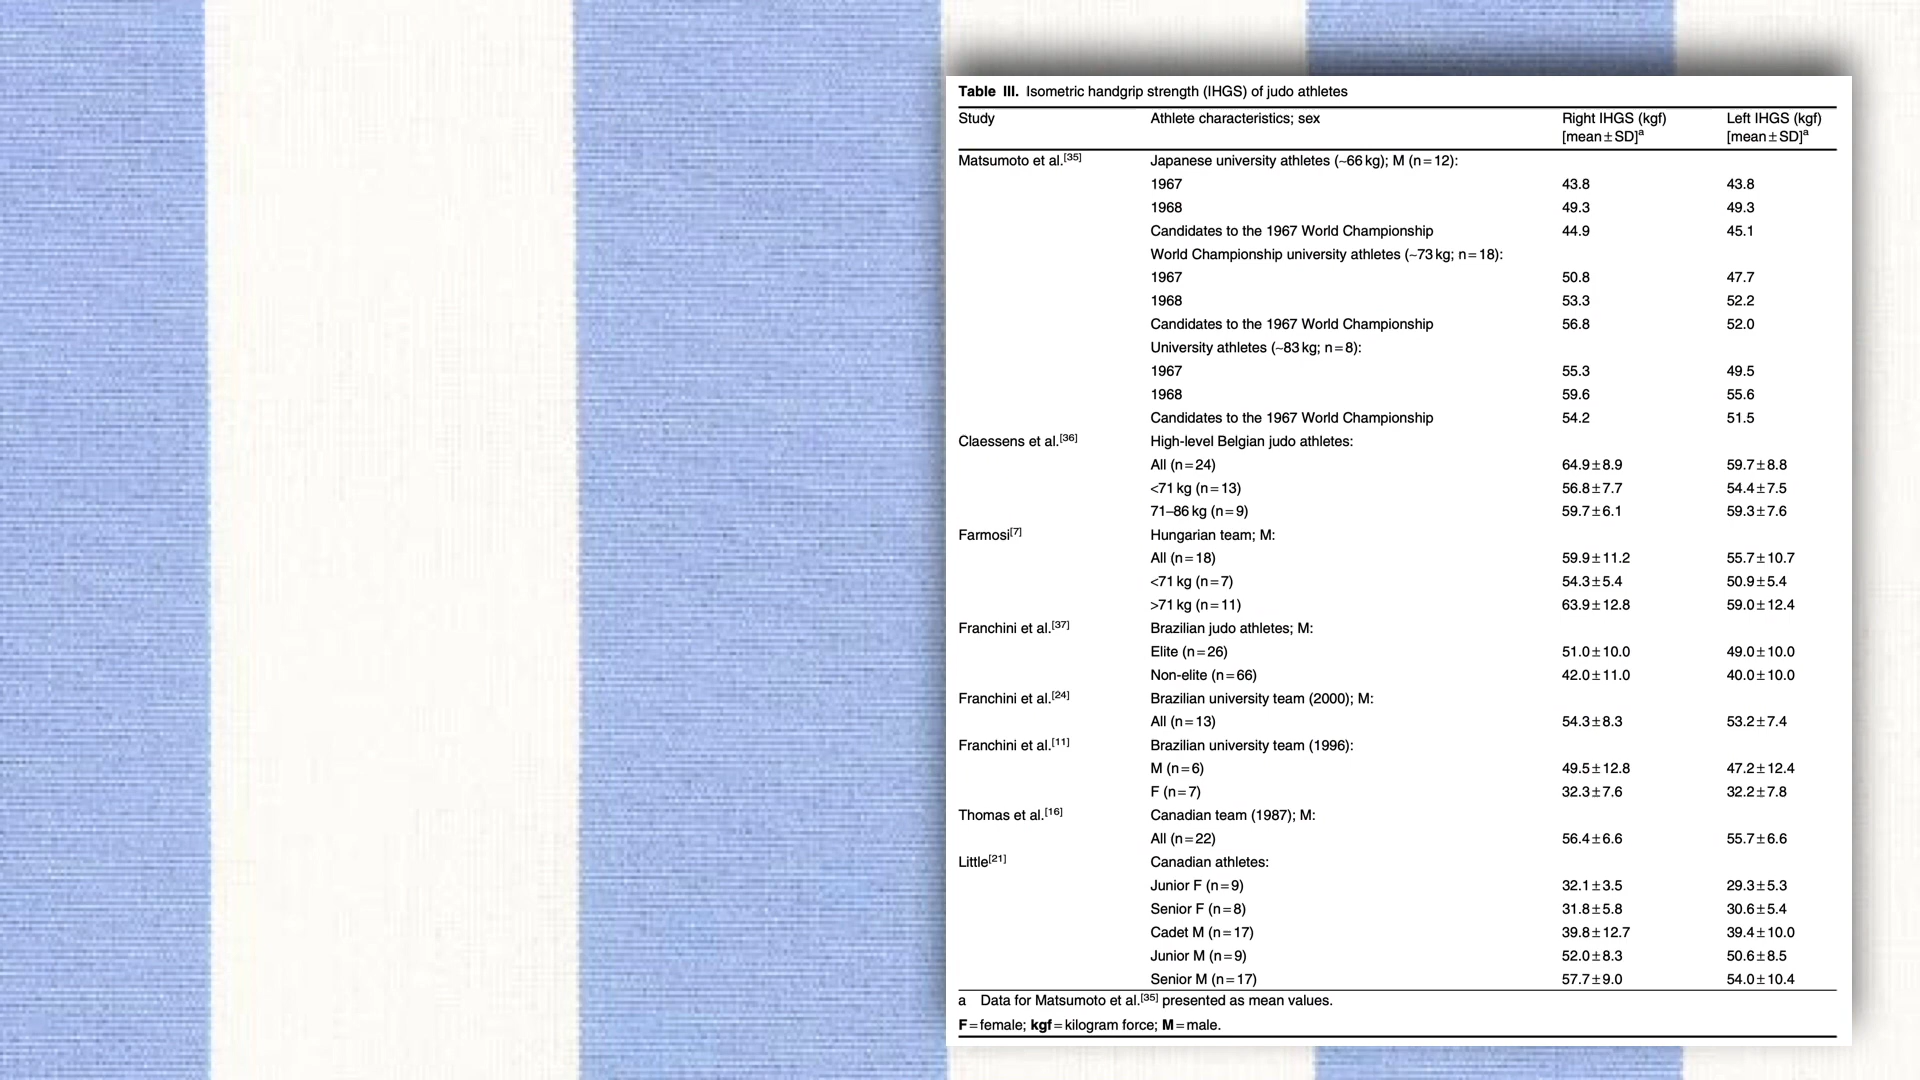 Table III. Isometric handgrip strength (IHGS) of judo athletes
Study Athlete characteristics; sex Right IHGS (kgf) Left IHGS (kgf)
[mean±SD]a [mean±SD]a
Matsumoto et al.[35] Japanese university athletes (~66 kg); M (n=12):
1967 43.8 43.8
1968 49.3 49.3
Candidates to the 1967 World Championship 44.9 45.1
World Championship university athletes (~73 kg; n=18):
1967 50.8 47.7
1968 53.3 52.2
Candidates to the 1967 World Championship 56.8 52.0
University athletes (~83 kg; n=8):
1967 55.3 49.5
1968 59.6 55.6
Candidates to the 1967 World Championship 54.2 51.5
Claessens et al.[36] High-level Belgian judo athletes:
All (n=24) 64.9±8.9 59.7±8.8
<71 kg (n=13) 56.8±7.7 54.4±7.5
71–86 kg (n=9) 59.7±6.1 59.3±7.6
Farmosi[7] Hungarian team; M:
All (n=18) 59.9±11.2 55.7±10.7
<71 kg (n=7) 54.3±5.4 50.9±5.4
>71 kg (n=11) 63.9±12.8 59.0±12.4
Franchini et al.[37] Brazilian judo athletes; M:
Elite (n=26) 51.0±10.0 49.0±10.0
Non-elite (n=66) 42.0±11.0 40.0±10.0
Franchini et al.[24] Brazilian university team (2000); M:
All (n=13) 54.3±8.3 53.2±7.4
Franchini et al.[11] Brazilian university team (1996):
M (n=6) 49.5±12.8 47.2±12.4
F (n=7) 32.3±7.6 32.2±7.8
Thomas et al.[16] Canadian team (1987); M:
All (n=22) 56.4±6.6 55.7±6.6
Little[21] Canadian athletes:
Junior F (n=9) 32.1±3.5 29.3±5.3
Senior F (n=8) 31.8±5.8 30.6±5.4
Cadet M (n=17) 39.8±12.7 39.4±10.0
Junior M (n=9) 52.0±8.3 50.6±8.5
Senior M (n=17) 57.7±9.0 54.0±10.4
a Data for Matsumoto et al.[35] presented as mean values.
F=female; kgf=kilogram force; M=male.